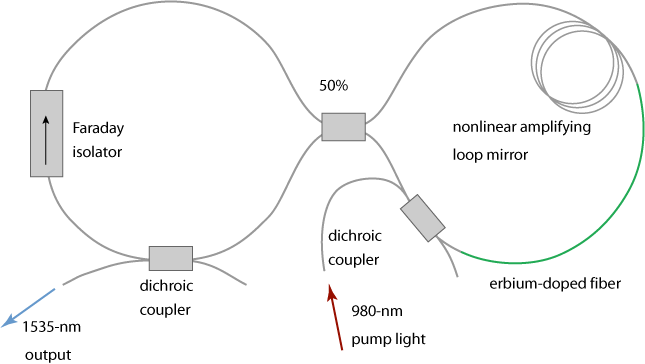 50%
Faraday
isolator
nonlinear amplifying
loop mirror
dichroic
coupler
dichroic
coupler
erbium-doped fiber
1535-nm
output
980-nm
pump light